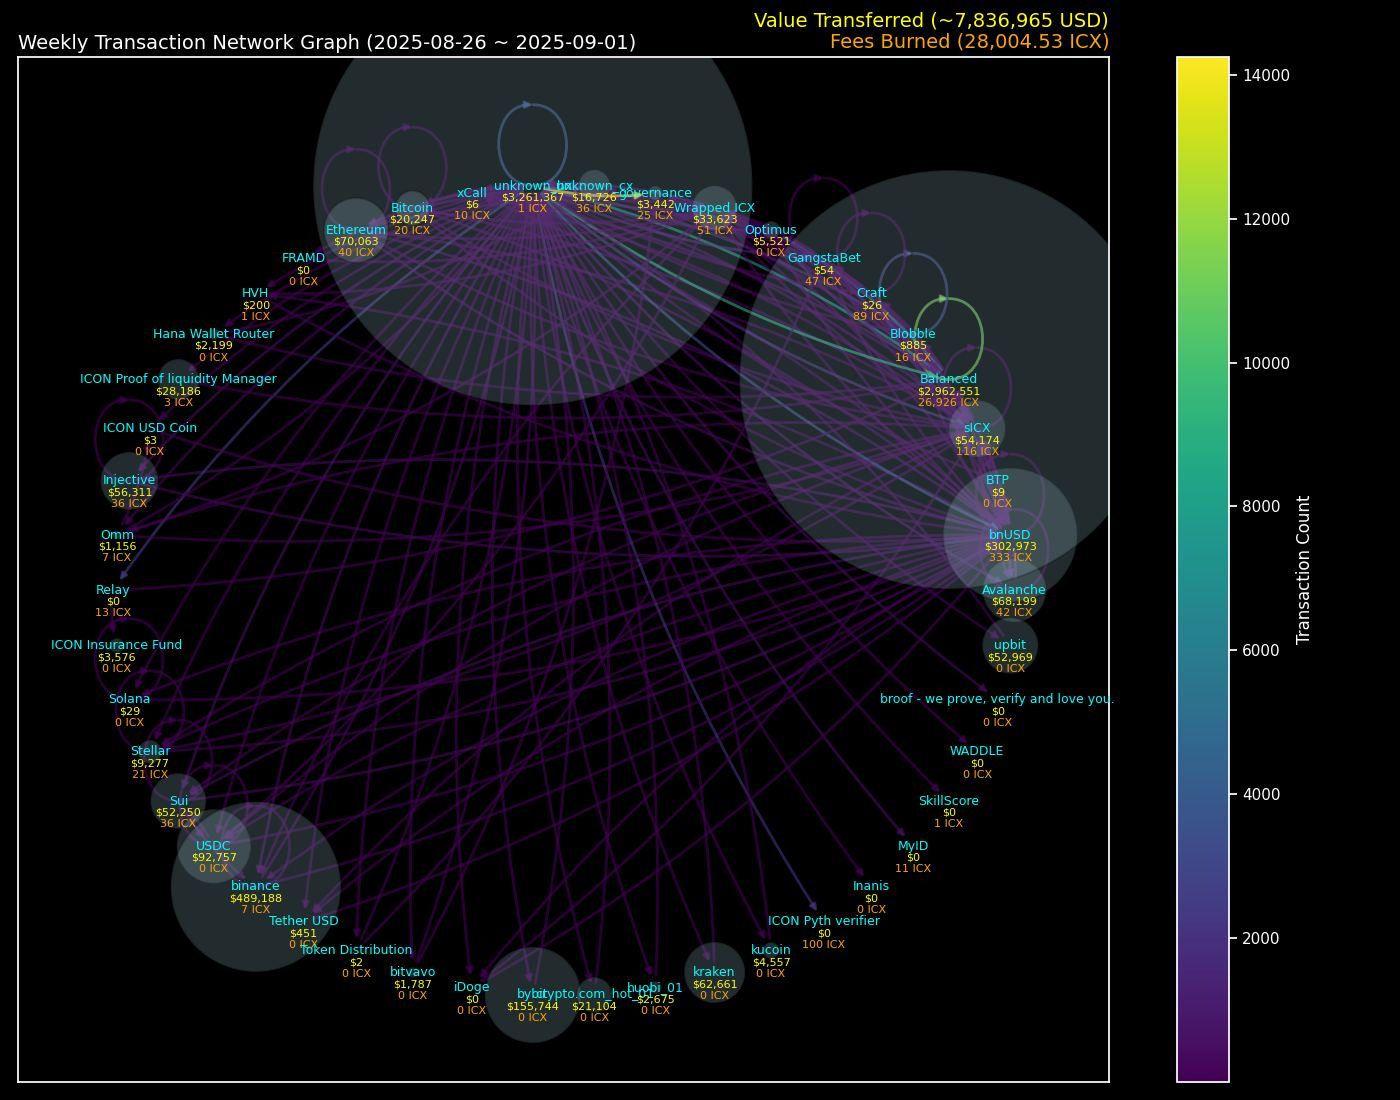 Value Transferred (~7,836,965 USD)
Weekly Transaction Network Graph (2025-08-26 ~ 2025-09-01)
Fees Burned (28,004.53 ICX)
unknown_hx
$3,261,367
1 ICX
unknown_cx
$16,726
36 ICX
governance
$3,442
25 ICX
Wrapped ICX
$33,623
51 ICX
Optimus
$5,521
0 ICX
GangstaBet
$54
47 ICX
Craft
$26
89 ICX
Blobble
$885
16 ICX
Balanced
$2,962,551
26,926 ICX
sICX
$54,174
116 ICX
BTP
$9
0 ICX
bnUSD
$302,973
333 ICX
Avalanche
$68,199
42 ICX
upbit
$52,969
0 ICX
broof - we prove, verify and love you.
$0
0 ICX
WADDLE
$0
0 ICX
SkillScore
$0
1 ICX
MyID
$0
11 ICX
Inanis
$0
0 ICX
ICON Pyth verifier
$0
100 ICX
kucoin
$4,557
0 ICX
kraken
$62,661
0 ICX
huobi_01
$2,675
0 ICX
$21,104
0 ICX
bybit
$155,744
0 ICX
iDoge
$0
0 ICX
bitvavo
$1,787
0 ICX
Token Distribution
$2
0 ICX
Tether USD
$451
0 ICX
binance
$489,188
7 ICX
USDC
$92,757
0 ICX
Sui
$52,250
36 ICX
Stellar
$9,277
21 ICX
Solana
$29
0 ICX
ICON Insurance Fund
$3,576
0 ICX
Relay
$0
13 ICX
Omm
$1,156
7 ICX
Injective
$56,311
36 ICX
ICON USD Coin
$3
0 ICX
ICON Proof of liquidity Manager
$28,186
3 ICX
Hana Wallet Router
$2,199
0 ICX
HVH
$200
1 ICX
FRAMD
$0
0 ICX
Ethereum
$70,063
40 ICX
Bitcoin
$20,247
20 ICX
xCall
$6
10 ICX
14000
12000
10000
8000
6000
4000
2000
Transaction Count